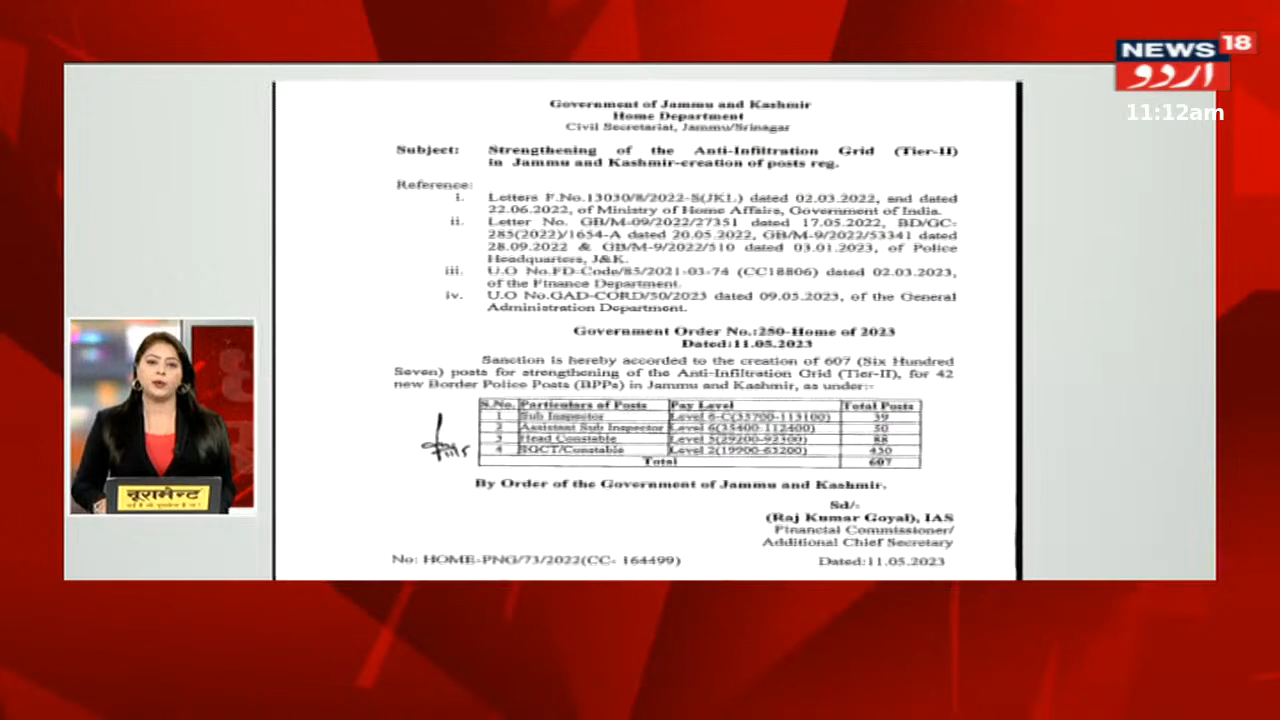 NEWS 18
اردو
11:12am
Government of Jammu and Kashmir
Home Department
Civil Secretariat, Jammu/Srinagar
Subject: Strengthening of the Anti-Infiltration Grid (Tier-II)
in Jammu and Kashmir-creation of posts reg.
Reference:
i. Letters F.No.13030/8/2022-S(JKL) dated 02.03.2022, and dated
22.06.2022, of Ministry of Home Affairs, Government of India.
ii. Letter No. GB/M-09/2022/27351 dated 17.05.2022, BD/GC-
285(2022)/1654-A dated 20.05.2022, GB/M-9/2022/53341 dated
28.09.2022 & GB/M-9/2022/510 dated 03.01.2023, of Police
Headquarters, J&K.
iii. U.O No.FD-Code/85/2021-03-74 (CC18806) dated 02.03.2023,
of the Finance Department.
iv. U.O No.GAD-CORD/50/2023 dated 09.05.2023, of the General
Administration Department.
Government Order No.:250-Home of 2023
Dated:11.05.2023
Sanction is hereby accorded to the creation of 607 (Six Hundred
Seven) posts for strengthening of the Anti-Infiltration Grid (Tier-II), for 42
new Border Police Posts (BPPs) in Jammu and Kashmir, as under:-
S.No. Particulars of Posts Pay Level Total Posts
1 Sub Inspector Level 6-C(35700-113100) 39
2 Assistant Sub Inspector Level 6(35400-112400) 50
3 Head Constable Level 5(29200-92300) 88
4 SGCT/Constable Level 2(19900-63200) 430
Total 607
By Order of the Government of Jammu and Kashmir.
Sd/-
(Raj Kumar Goyal), IAS
Financial Commissioner/
Additional Chief Secretary
No: HOME-PNG/73/2022(CC- 164499) Dated:11.05.2023
नूरामेन्ट